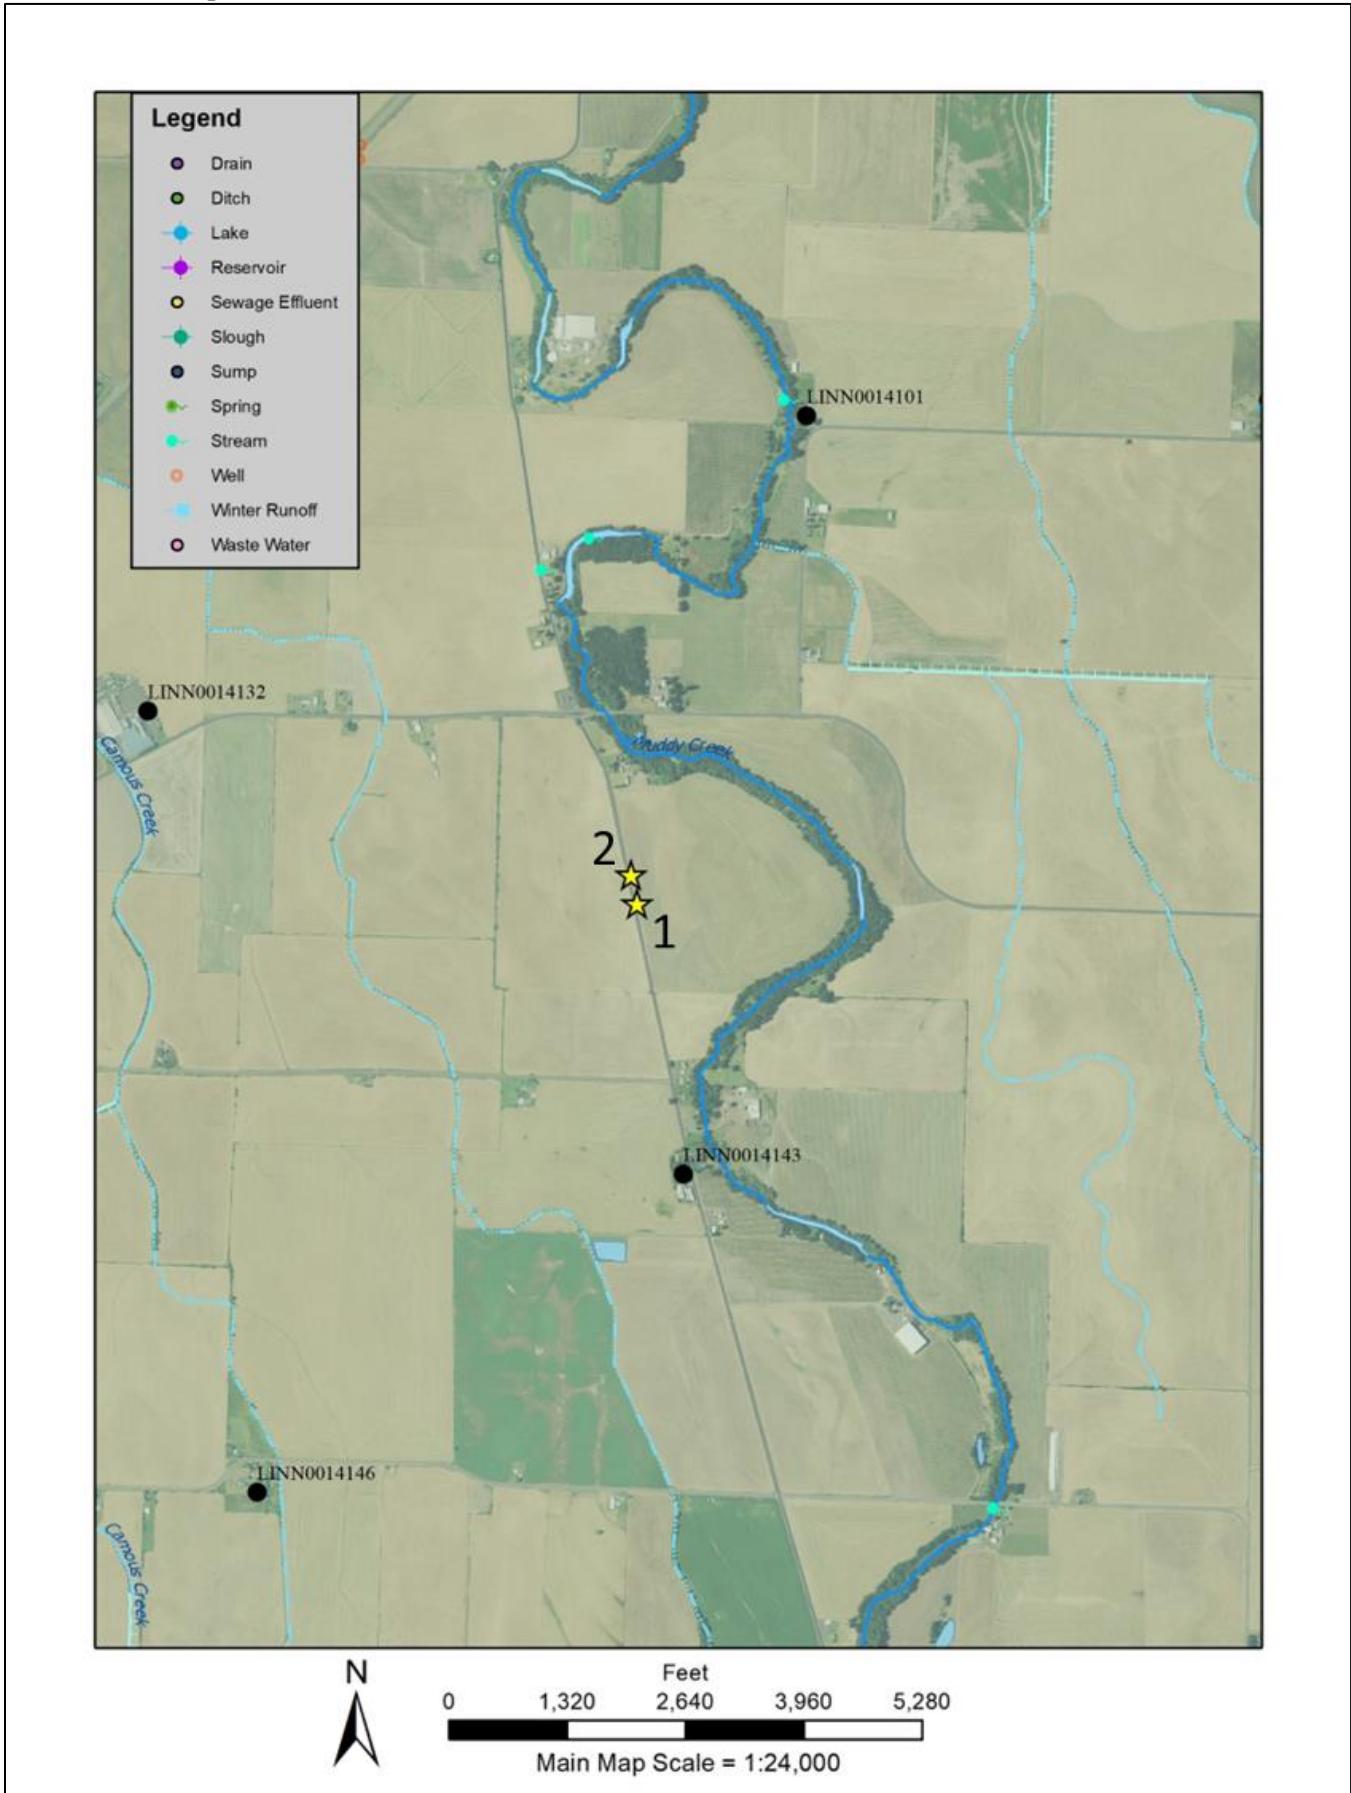 Legend
Drain
Ditch
Lake
Reservoir
Sewage Effluent
Slough
Sump
Spring
Stream
Well
Winter Runoff
Waste Water
LINN0014101
LINN0014132
Camous Creek
Muddy Creek
2
1
LINN0014143
LINN0014146
Camous Creek
N
Feet
0 1,320 2,640 3,960 5,280
Main Map Scale = 1:24,000